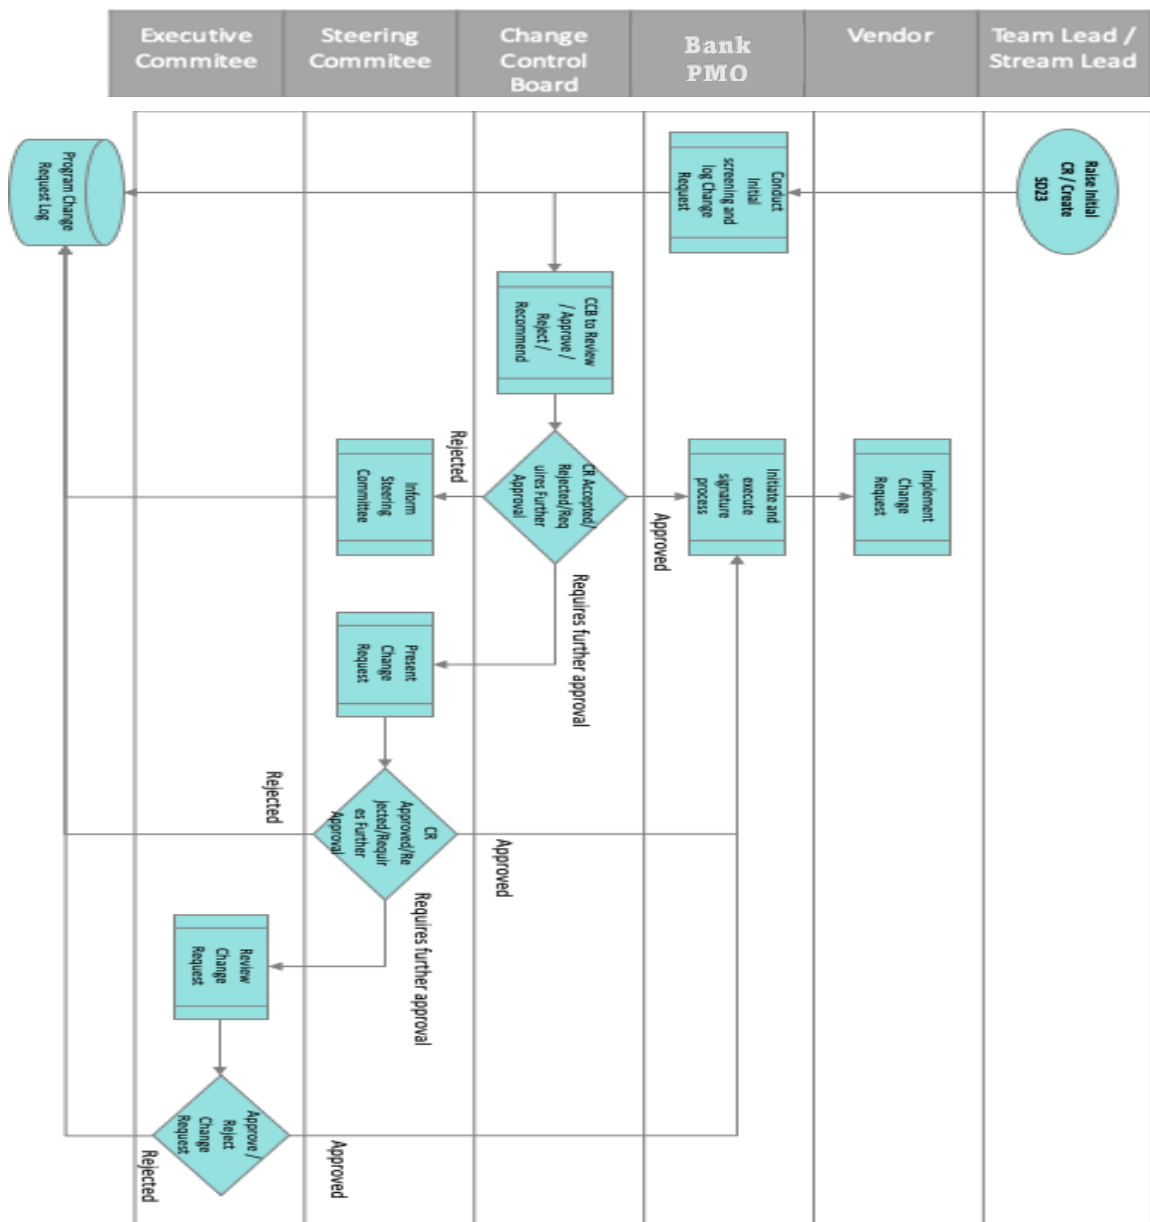 Executive
Commitee
Steering
Commitee
Change
Control
Board
Bank
PMO
Vendor
Team Lead /
Stream Lead
Raise Initial
CR / Create
SD23
Conduct
Initial
screening and
log Change
Request
Program Change
Request Log
CCB to Review
/ Approve /
Reject /
Recommend
CR Accepted/
Rejected/Req
uires Further
Approval
Rejected
Approved
Requires further approval
Inform
Steering
Committee
Initiate and
execute
signature
process
Implement
Change
Request
Present
Change
Request
CR
Approved/Re
jected/Requir
es Further
Approval
Rejected
Approved
Requires further approval
Review
Change
Request
Approve /
Reject
Change
Request
Approved
Rejected